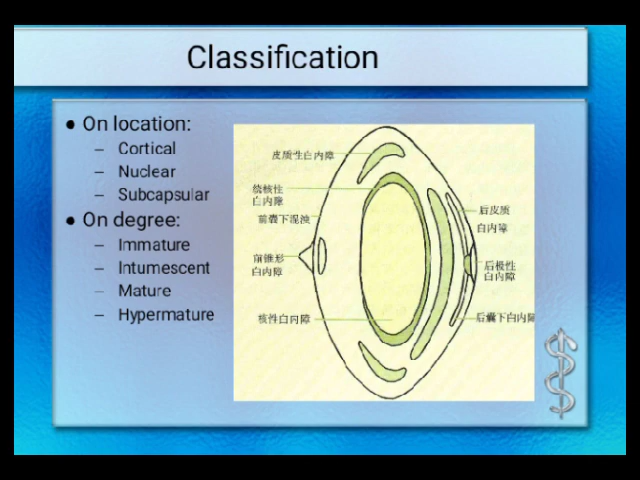 Classification
● On location:
– Cortical
– Nuclear
– Subcapsular
● On degree:
– Immature
– Intumescent
– Mature
– Hypermature
皮质性白内障
绕核性
白内障
前囊下混浊
前锥形
白内障
核性白内障
后皮质
白内障
后极性
白内障
后囊下白内障